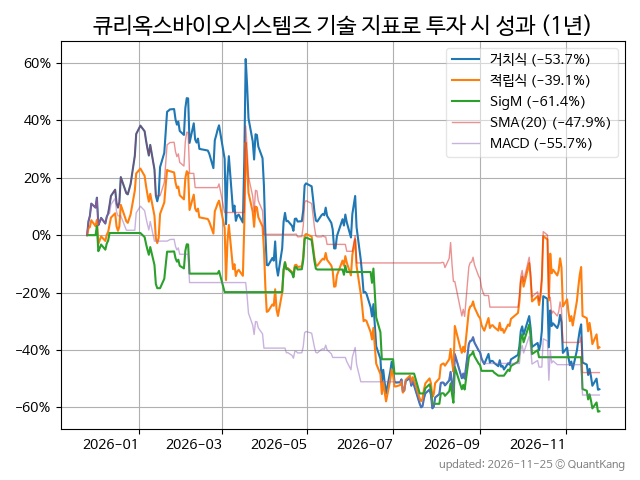 큐리옥스바이오시스템즈 기술 지표로 투자 시 성과 (1년)
거치식 (−53.7%)
적립식 (−39.1%)
SigM (−61.4%)
SMA(20) (−47.9%)
MACD (−55.7%)
60%
40%
20%
0%
−20%
−40%
−60%
2026−01 2026−03 2026−05 2026−07 2026−09 2026−11
updated: 2026−11−25 © QuantKang